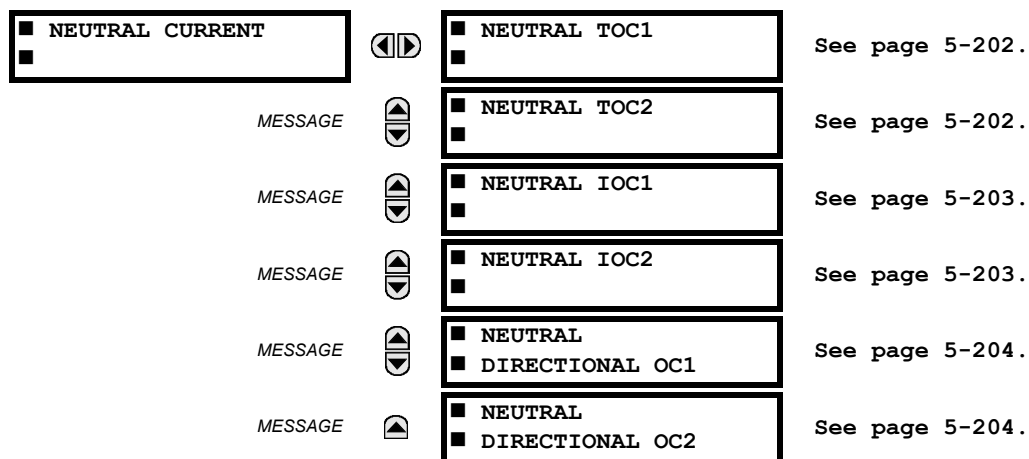 ■ NEUTRAL CURRENT
■
■ NEUTRAL TOC1
■
See page 5-202.
MESSAGE
■ NEUTRAL TOC2
■
See page 5-202.
MESSAGE
■ NEUTRAL IOC1
■
See page 5-203.
MESSAGE
■ NEUTRAL IOC2
■
See page 5-203.
MESSAGE
■ NEUTRAL
■ DIRECTIONAL OC1
See page 5-204.
MESSAGE
■ NEUTRAL
■ DIRECTIONAL OC2
See page 5-204.